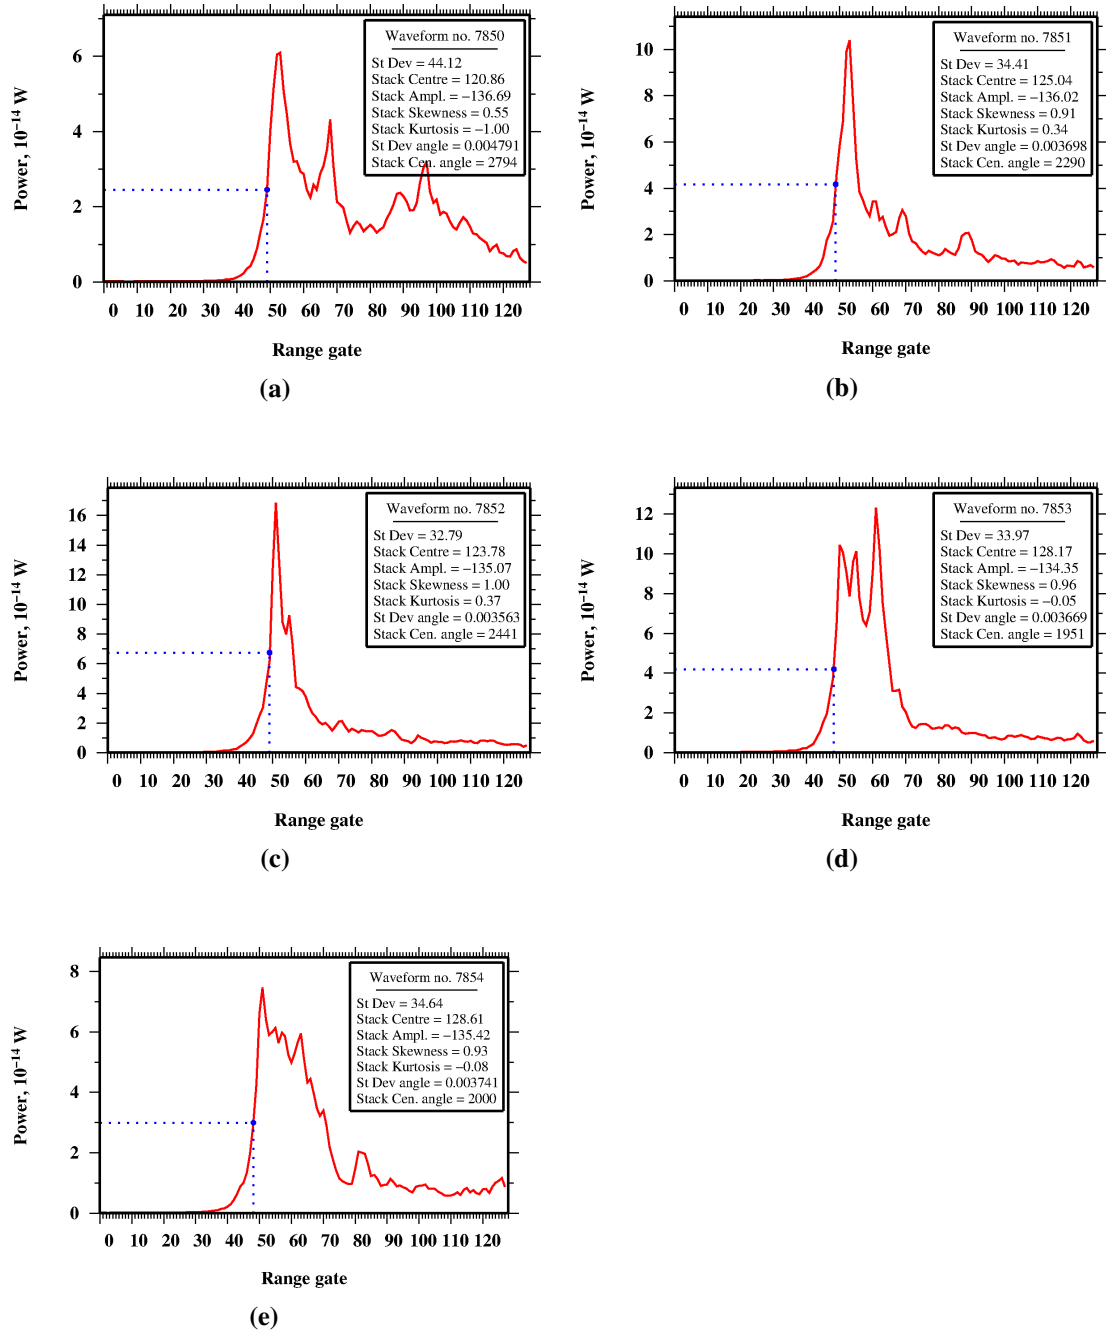 Waveform no. 7850
St Dev = 44.12
Stack Centre = 120.86
Stack Ampl. = −136.69
Stack Skewness = 0.55
Stack Kurtosis = −1.00
St Dev angle = 0.004791
Stack Cen. angle = 2794
Power, 10⁻¹⁴ W
6
4
2
0
0 10 20 30 40 50 60 70 80 90 100 110 120
Range gate
(a)
Waveform no. 7851
St Dev = 34.41
Stack Centre = 125.04
Stack Ampl. = −136.02
Stack Skewness = 0.91
Stack Kurtosis = 0.34
St Dev angle = 0.003698
Stack Cen. angle = 2290
Power, 10⁻¹⁴ W
10
8
6
4
2
0
0 10 20 30 40 50 60 70 80 90 100 110 120
Range gate
(b)
Waveform no. 7852
St Dev = 32.79
Stack Centre = 123.78
Stack Ampl. = −135.07
Stack Skewness = 1.00
Stack Kurtosis = 0.37
St Dev angle = 0.003563
Stack Cen. angle = 2441
Power, 10⁻¹⁴ W
16
14
12
10
8
6
4
2
0
0 10 20 30 40 50 60 70 80 90 100 110 120
Range gate
(c)
Waveform no. 7853
St Dev = 33.97
Stack Centre = 128.17
Stack Ampl. = −134.35
Stack Skewness = 0.96
Stack Kurtosis = −0.05
St Dev angle = 0.003669
Stack Cen. angle = 1951
Power, 10⁻¹⁴ W
12
10
8
6
4
2
0
0 10 20 30 40 50 60 70 80 90 100 110 120
Range gate
(d)
Waveform no. 7854
St Dev = 34.64
Stack Centre = 128.61
Stack Ampl. = −135.42
Stack Skewness = 0.93
Stack Kurtosis = −0.08
St Dev angle = 0.003741
Stack Cen. angle = 2000
Power, 10⁻¹⁴ W
8
6
4
2
0
0 10 20 30 40 50 60 70 80 90 100 110 120
Range gate
(e)